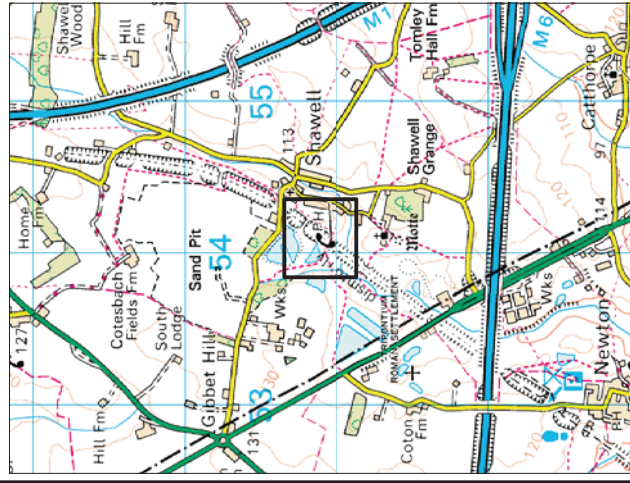 127
Home Fm
Shawell
Wood
Hill Fm
Cotesbach
Fields Fm
Hill
Fm
South
Lodge
Sand Pit
Gibbet Hill
54
131
53
55
Wks
113
Shawell
PH
M1
TRIPONTIUM
ROMAN SETTLEMENT
Motte
Shawell
Grange
Tomley
Hall Fm
Coton
Fm
120
Wks
M6
120
110
Newton
114
97
Catthorpe
120